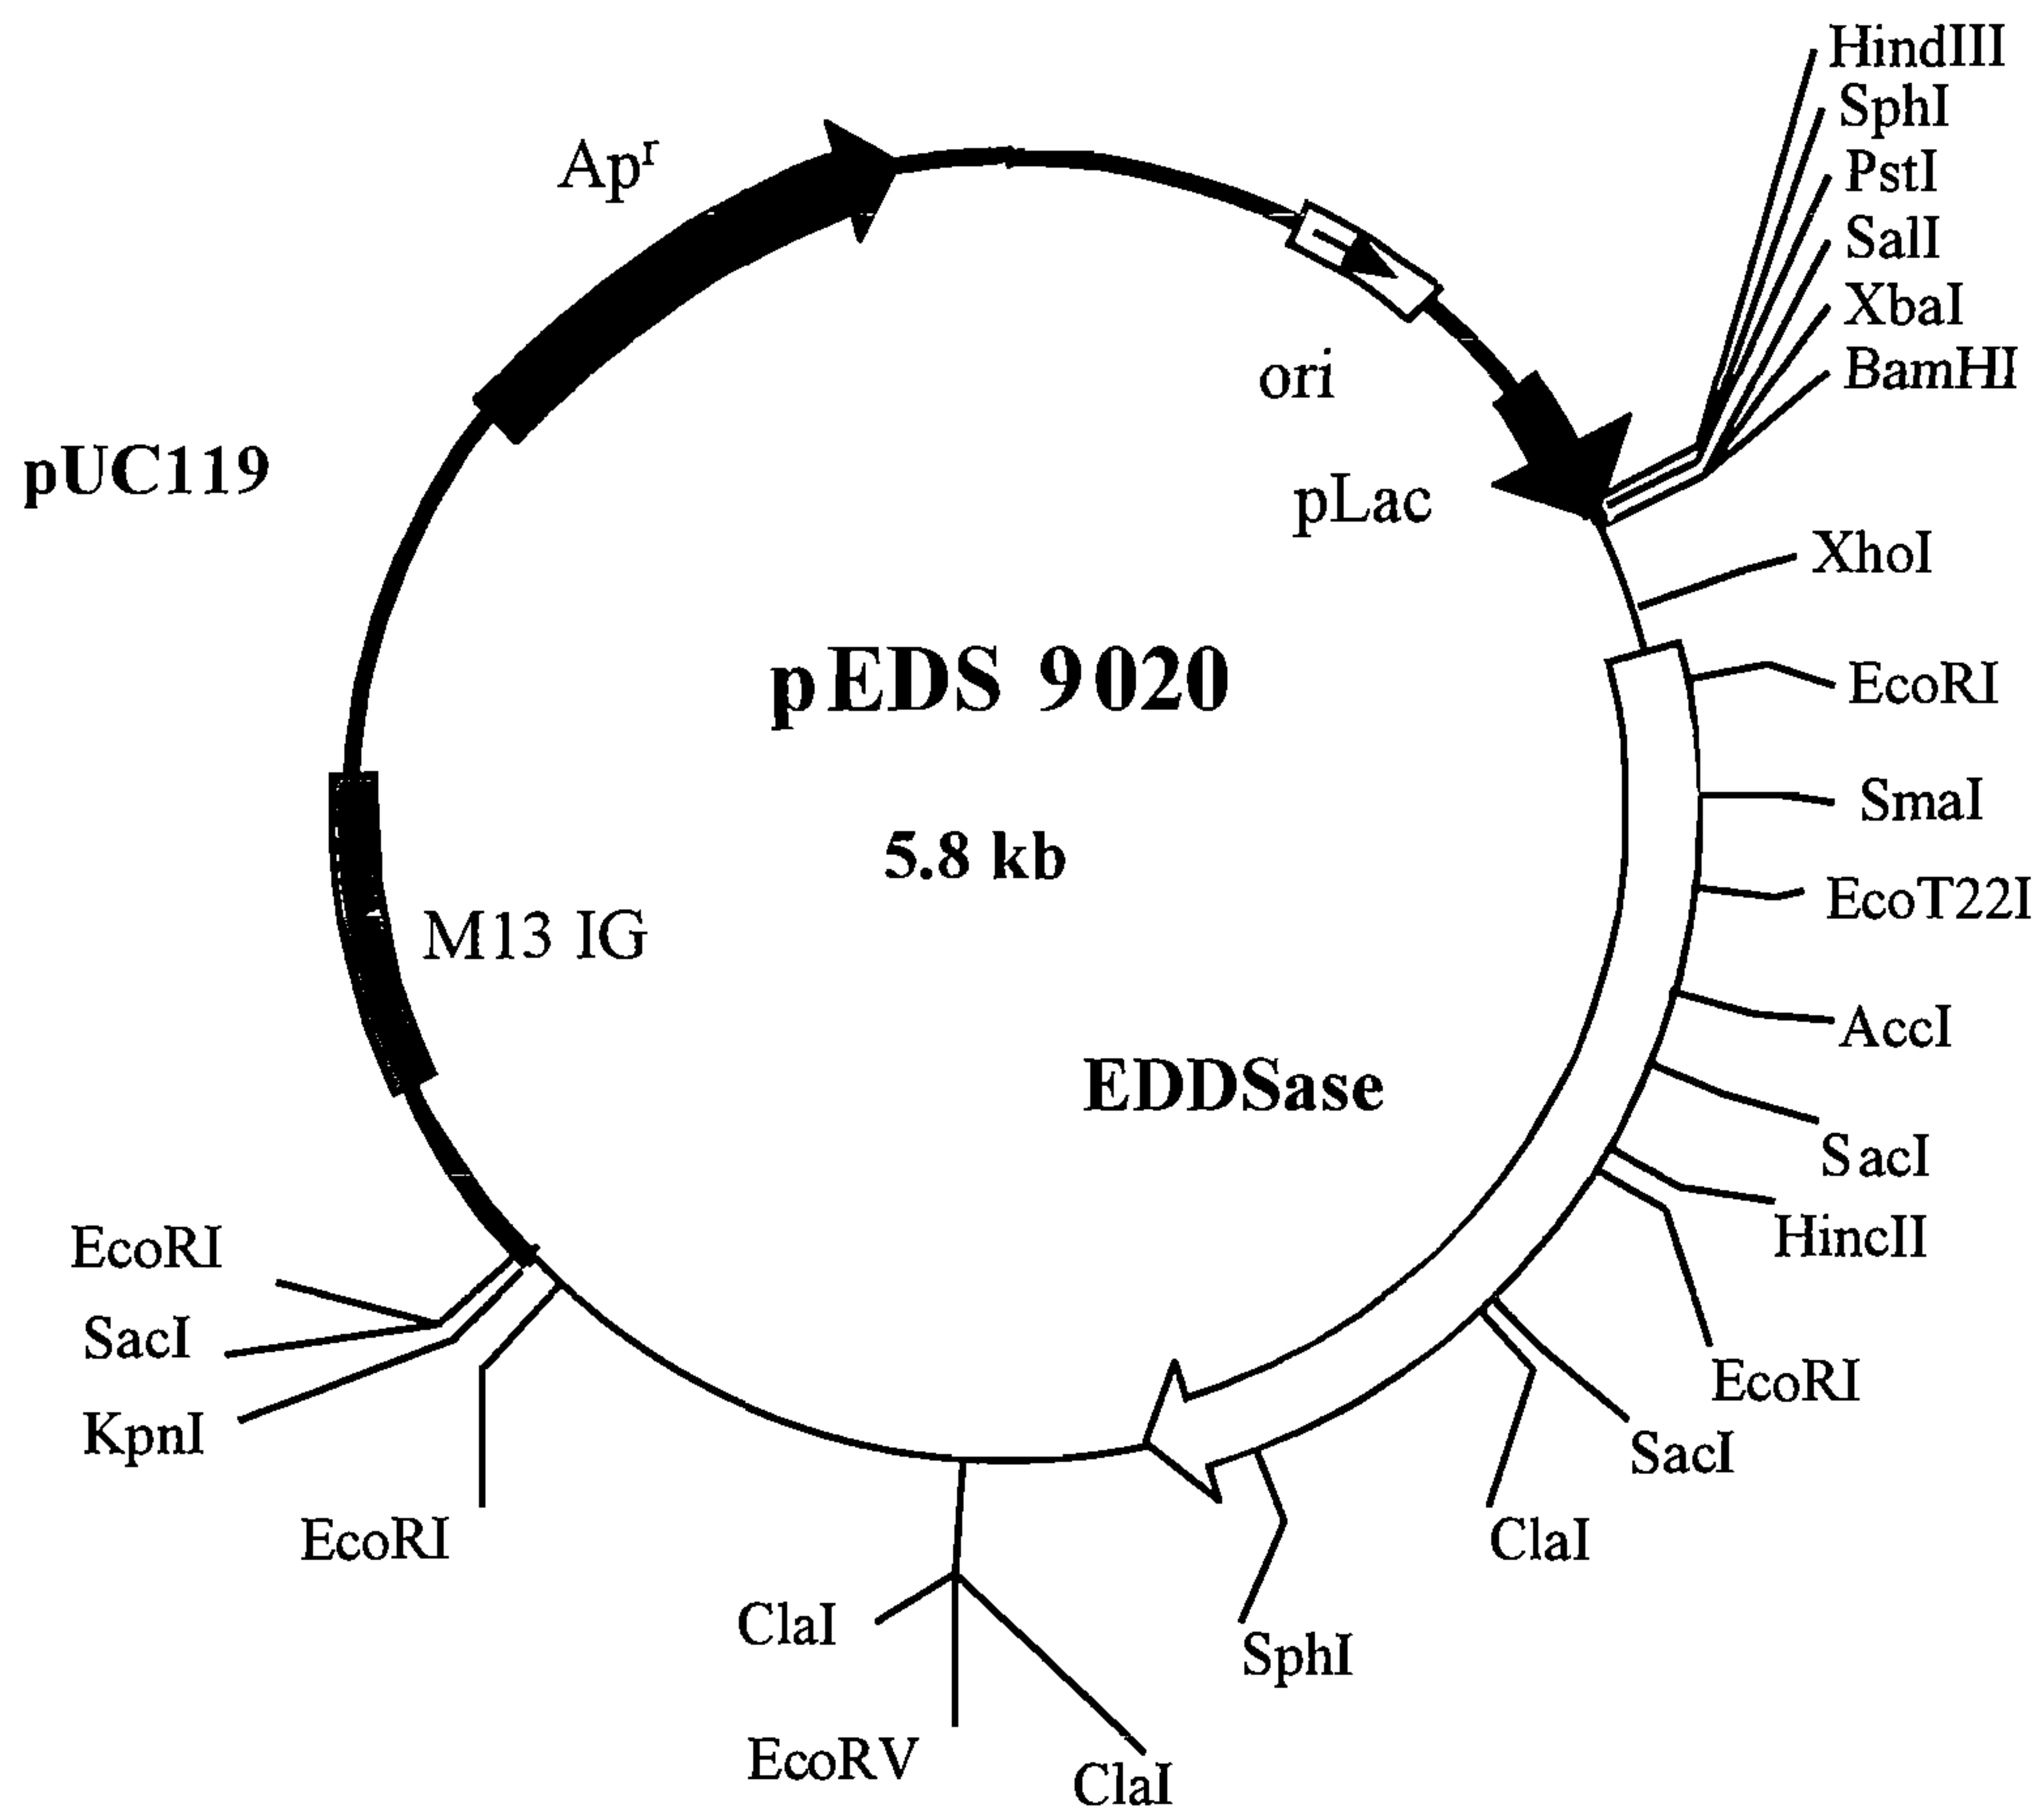 HindIII
SphI
PstI
SalI
XbaI
BamHI
Apʳ
ori
pUC119
pLac
XhoI
pEDS 9020
EcoRI
SmaI
5.8 kb
EcoT22I
M13 IG
AccI
EDDSase
SacI
HincII
EcoRI
SacI
KpnI
EcoRI
SacI
EcoRI
ClaI
ClaI
SphI
EcoRV
ClaI